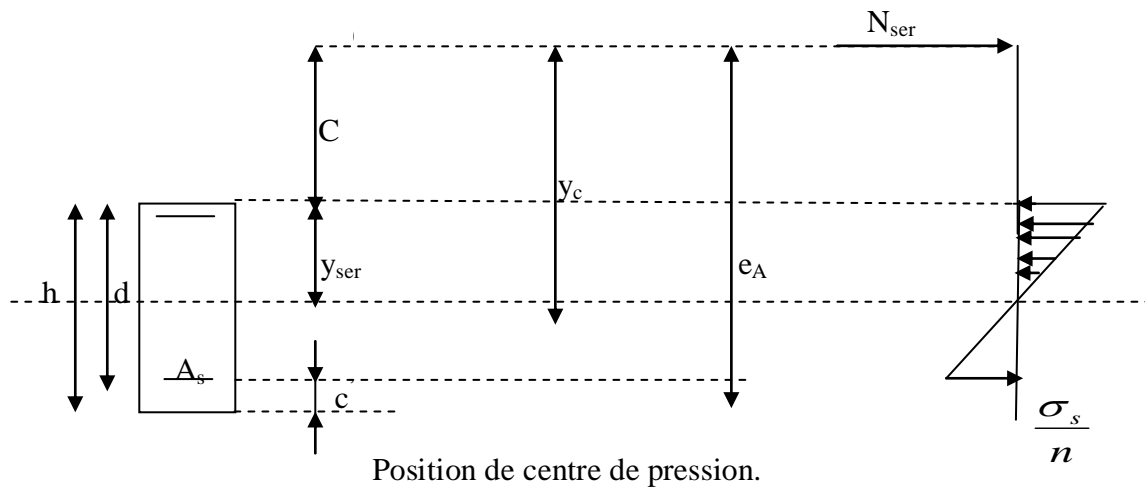 N_ser
C
y_c
y_ser
e_A
h
d
A_s
c'
σ_s
n
Position de centre de pression.